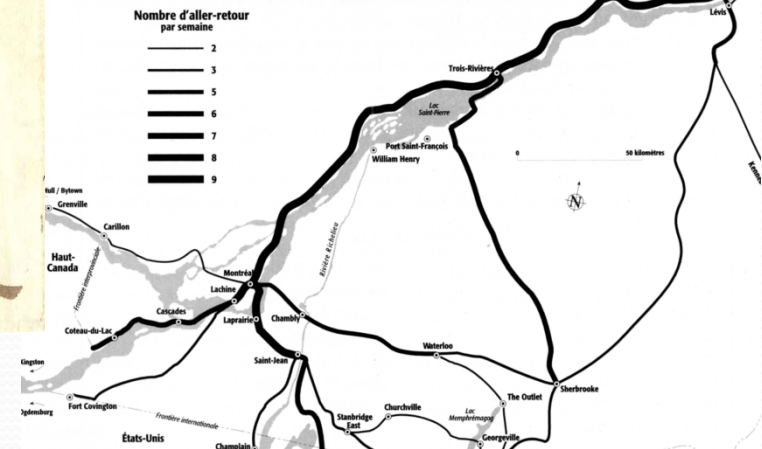 Nombre d'aller-retour
par semaine
2
3
5
6
7
8
9
Lévis
Trois-Rivières
Lac
Saint-Pierre
Port Saint-François
William Henry
0
50 kilomètres
N
Hull / Bytown
Grenville
Carillon
Haut-
Canada
Frontière interprovinciale
Rivière Richelieu
Montréal
Lachine
Cascades
Laprairie
Chambly
Coteau-du-Lac
Waterloo
Saint-Jean
Kingston
Sherbrooke
The Outlet
Fort Covington
Ogdensburg
Churchville
Lac
Memphrémagog
Frontière internationale
Stanbridge
East
Georgeville
États-Unis
Champlain